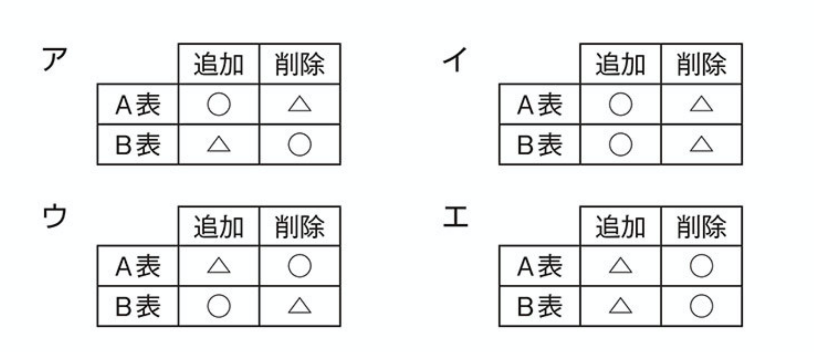 ア 追加 削除
A表 ○ △
B表 △ ○
イ 追加 削除
A表 ○ △
B表 ○ △
ウ 追加 削除
A表 △ ○
B表 ○ △
エ 追加 削除
A表 △ ○
B表 △ ○